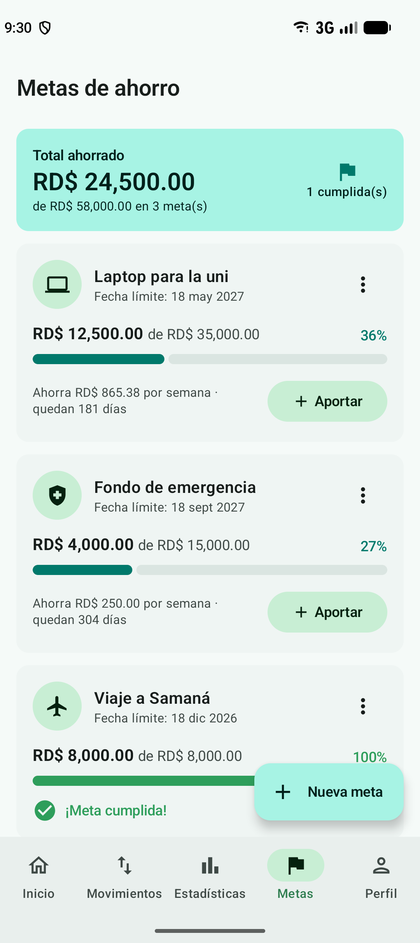 9:30
3G
Metas de ahorro
Total ahorrado
RD$ 24,500.00
de RD$ 58,000.00 en 3 meta(s)
1 cumplida(s)
Laptop para la uni
Fecha límite: 18 may 2027
RD$ 12,500.00 de RD$ 35,000.00
36%
Ahorra RD$ 865.38 por semana ·
quedan 181 días
+ Aportar
Fondo de emergencia
Fecha límite: 18 sept 2027
RD$ 4,000.00 de RD$ 15,000.00
27%
Ahorra RD$ 250.00 por semana ·
quedan 304 días
+ Aportar
Viaje a Samaná
Fecha límite: 18 dic 2026
RD$ 8,000.00 de RD$ 8,000.00
100%
¡Meta cumplida!
+ Nueva meta
Inicio
Movimientos
Estadísticas
Metas
Perfil